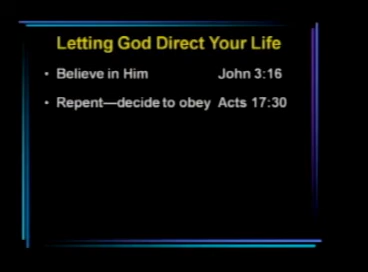 Letting God Direct Your Life
• Believe in Him John 3:16
• Repent—decide to obey Acts 17:30